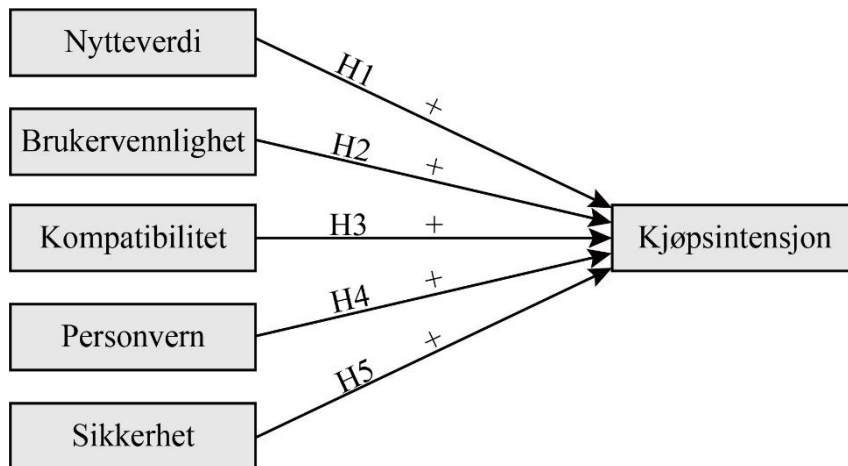 Nytteverdi
H1 +
Brukervennlighet
H2 +
Kompatibilitet
H3 +
Kjøpsintensjon
Personvern
H4 +
Sikkerhet
H5 +